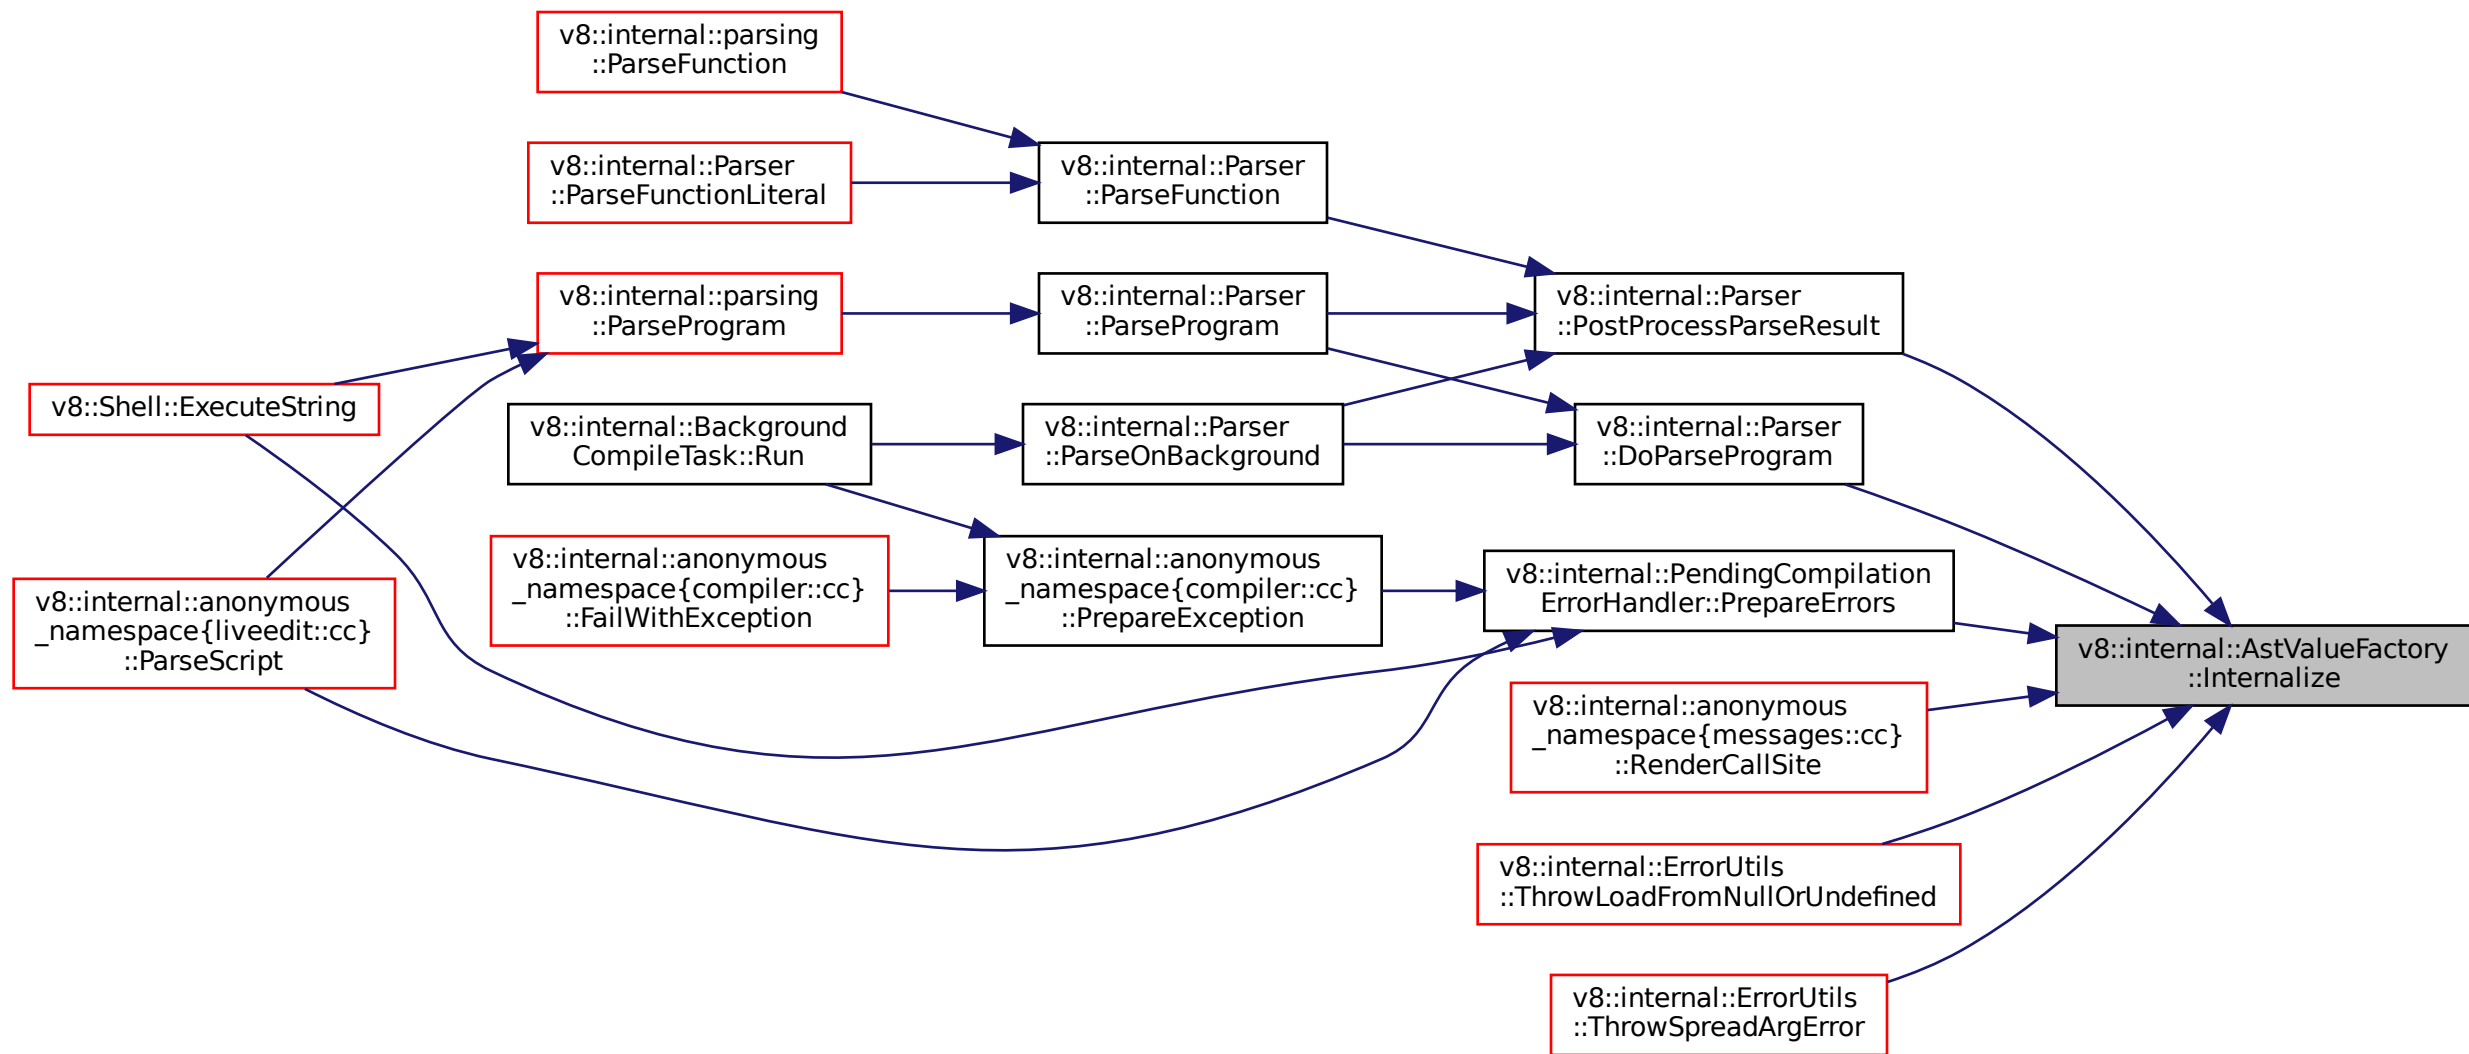 v8::internal::parsing
::ParseFunction
v8::internal::Parser
::ParseFunctionLiteral
v8::internal::Parser
::ParseFunction
v8::internal::parsing
::ParseProgram
v8::internal::Parser
::ParseProgram
v8::internal::Parser
::PostProcessParseResult
v8::Shell::ExecuteString
v8::internal::Background
CompileTask::Run
v8::internal::Parser
::ParseOnBackground
v8::internal::Parser
::DoParseProgram
v8::internal::anonymous
_namespace{liveedit::cc}
::ParseScript
v8::internal::anonymous
_namespace{compiler::cc}
::FailWithException
v8::internal::anonymous
_namespace{compiler::cc}
::PrepareException
v8::internal::PendingCompilation
ErrorHandler::PrepareErrors
v8::internal::AstValueFactory
::Internalize
v8::internal::anonymous
_namespace{messages::cc}
::RenderCallSite
v8::internal::ErrorUtils
::ThrowLoadFromNullOrUndefined
v8::internal::ErrorUtils
::ThrowSpreadArgError